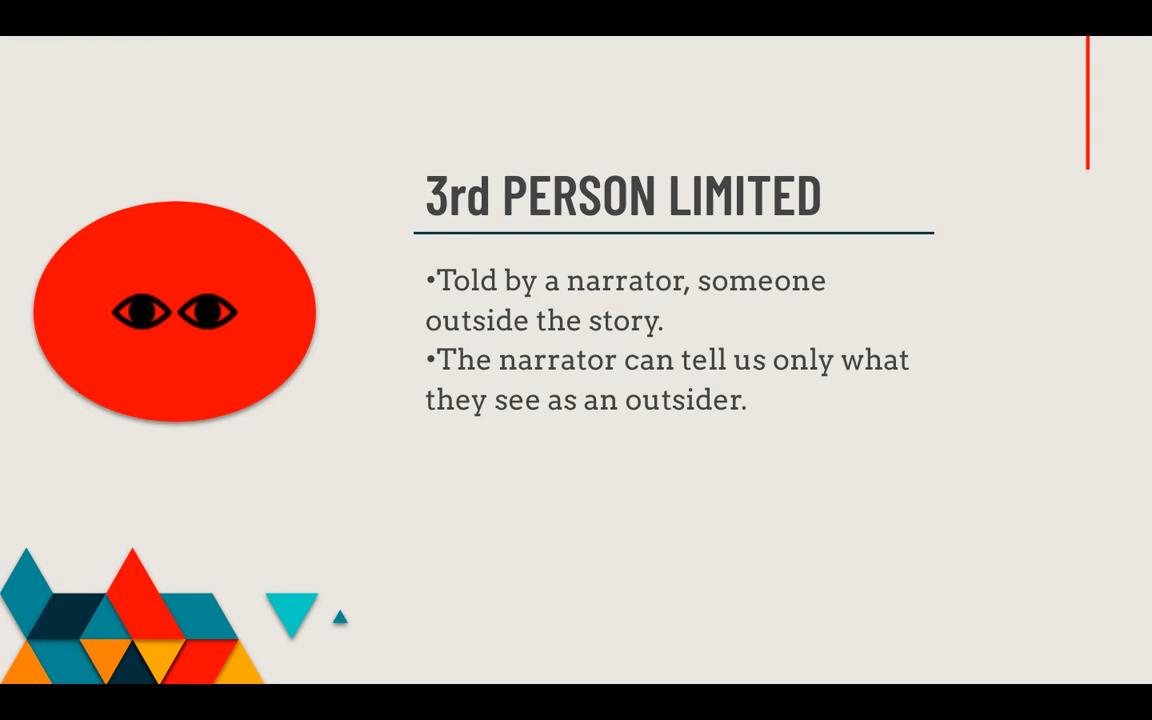 3rd PERSON LIMITED
•Told by a narrator, someone
outside the story.
•The narrator can tell us only what
they see as an outsider.